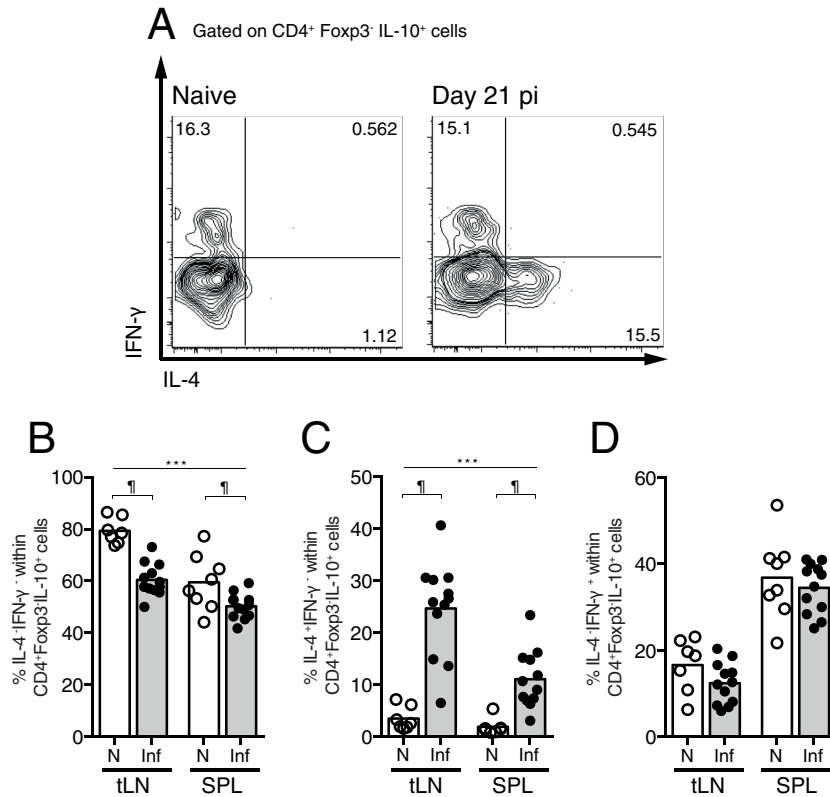 A Gated on CD4⁺ Foxp3⁻ IL-10⁺ cells
Naive
Day 21 pi
16.3
0.562
1.12
15.1
0.545
15.5
IFN-γ
IL-4
B
% IL-4⁻IFN-γ⁻ within
CD4⁺Foxp3⁻IL-10⁺ cells
100
80
60
40
20
0
***
¶
¶
N Inf N Inf
tLN SPL
C
% IL-4⁺IFN-γ⁻ within
CD4⁺Foxp3⁻IL-10⁺ cells
50
40
30
20
10
0
***
¶
¶
N Inf N Inf
tLN SPL
D
% IL-4⁻IFN-γ⁺ within
CD4⁺Foxp3⁻IL-10⁺ cells
60
40
20
0
N Inf N Inf
tLN SPL